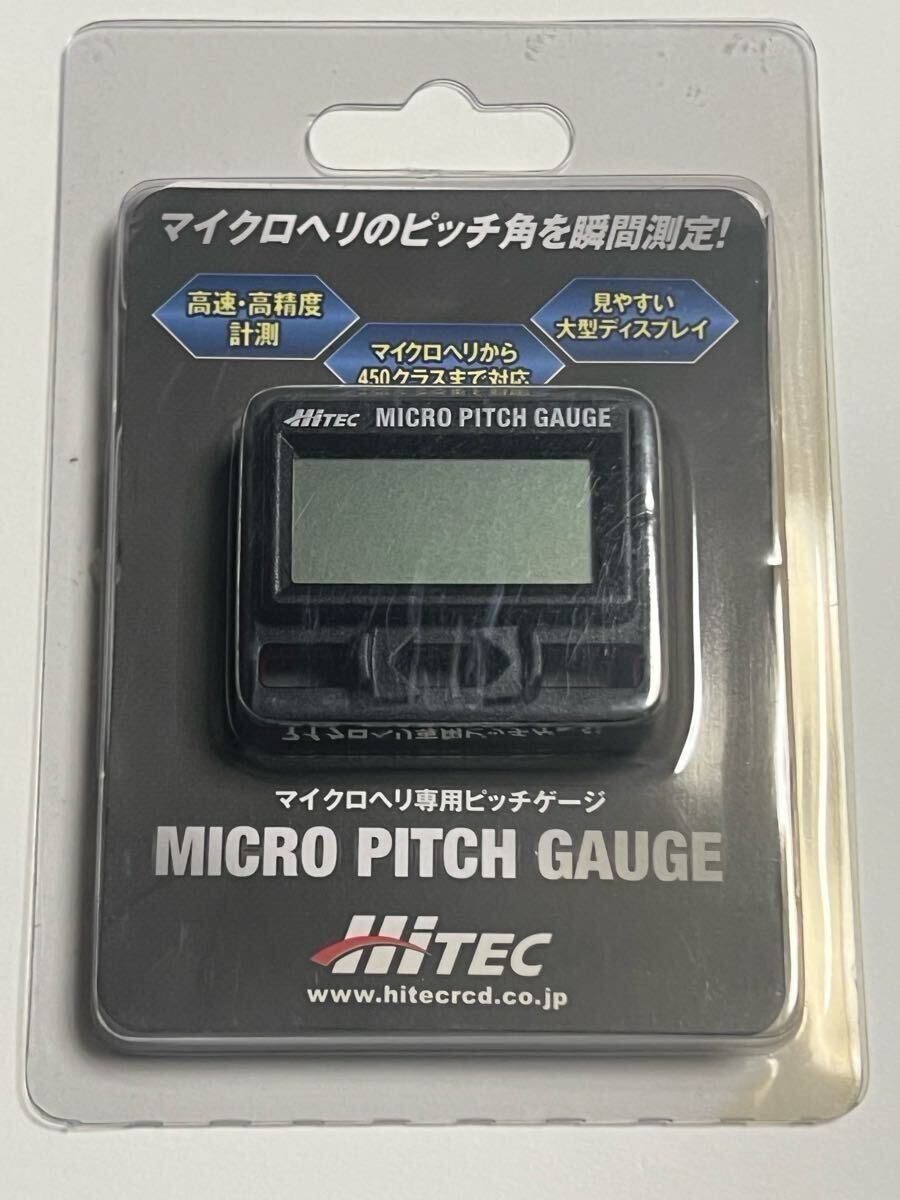 マイクロヘリのピッチ角を瞬間測定!
高速・高精度
計測
マイクロヘリから
450クラスまで対応
見やすい
大型ディスプレイ
HiTEC MICRO PITCH GAUGE
マイクロヘリ専用ピッチゲージ
MICRO PITCH GAUGE
HiTEC
www.hitecrcd.co.jp